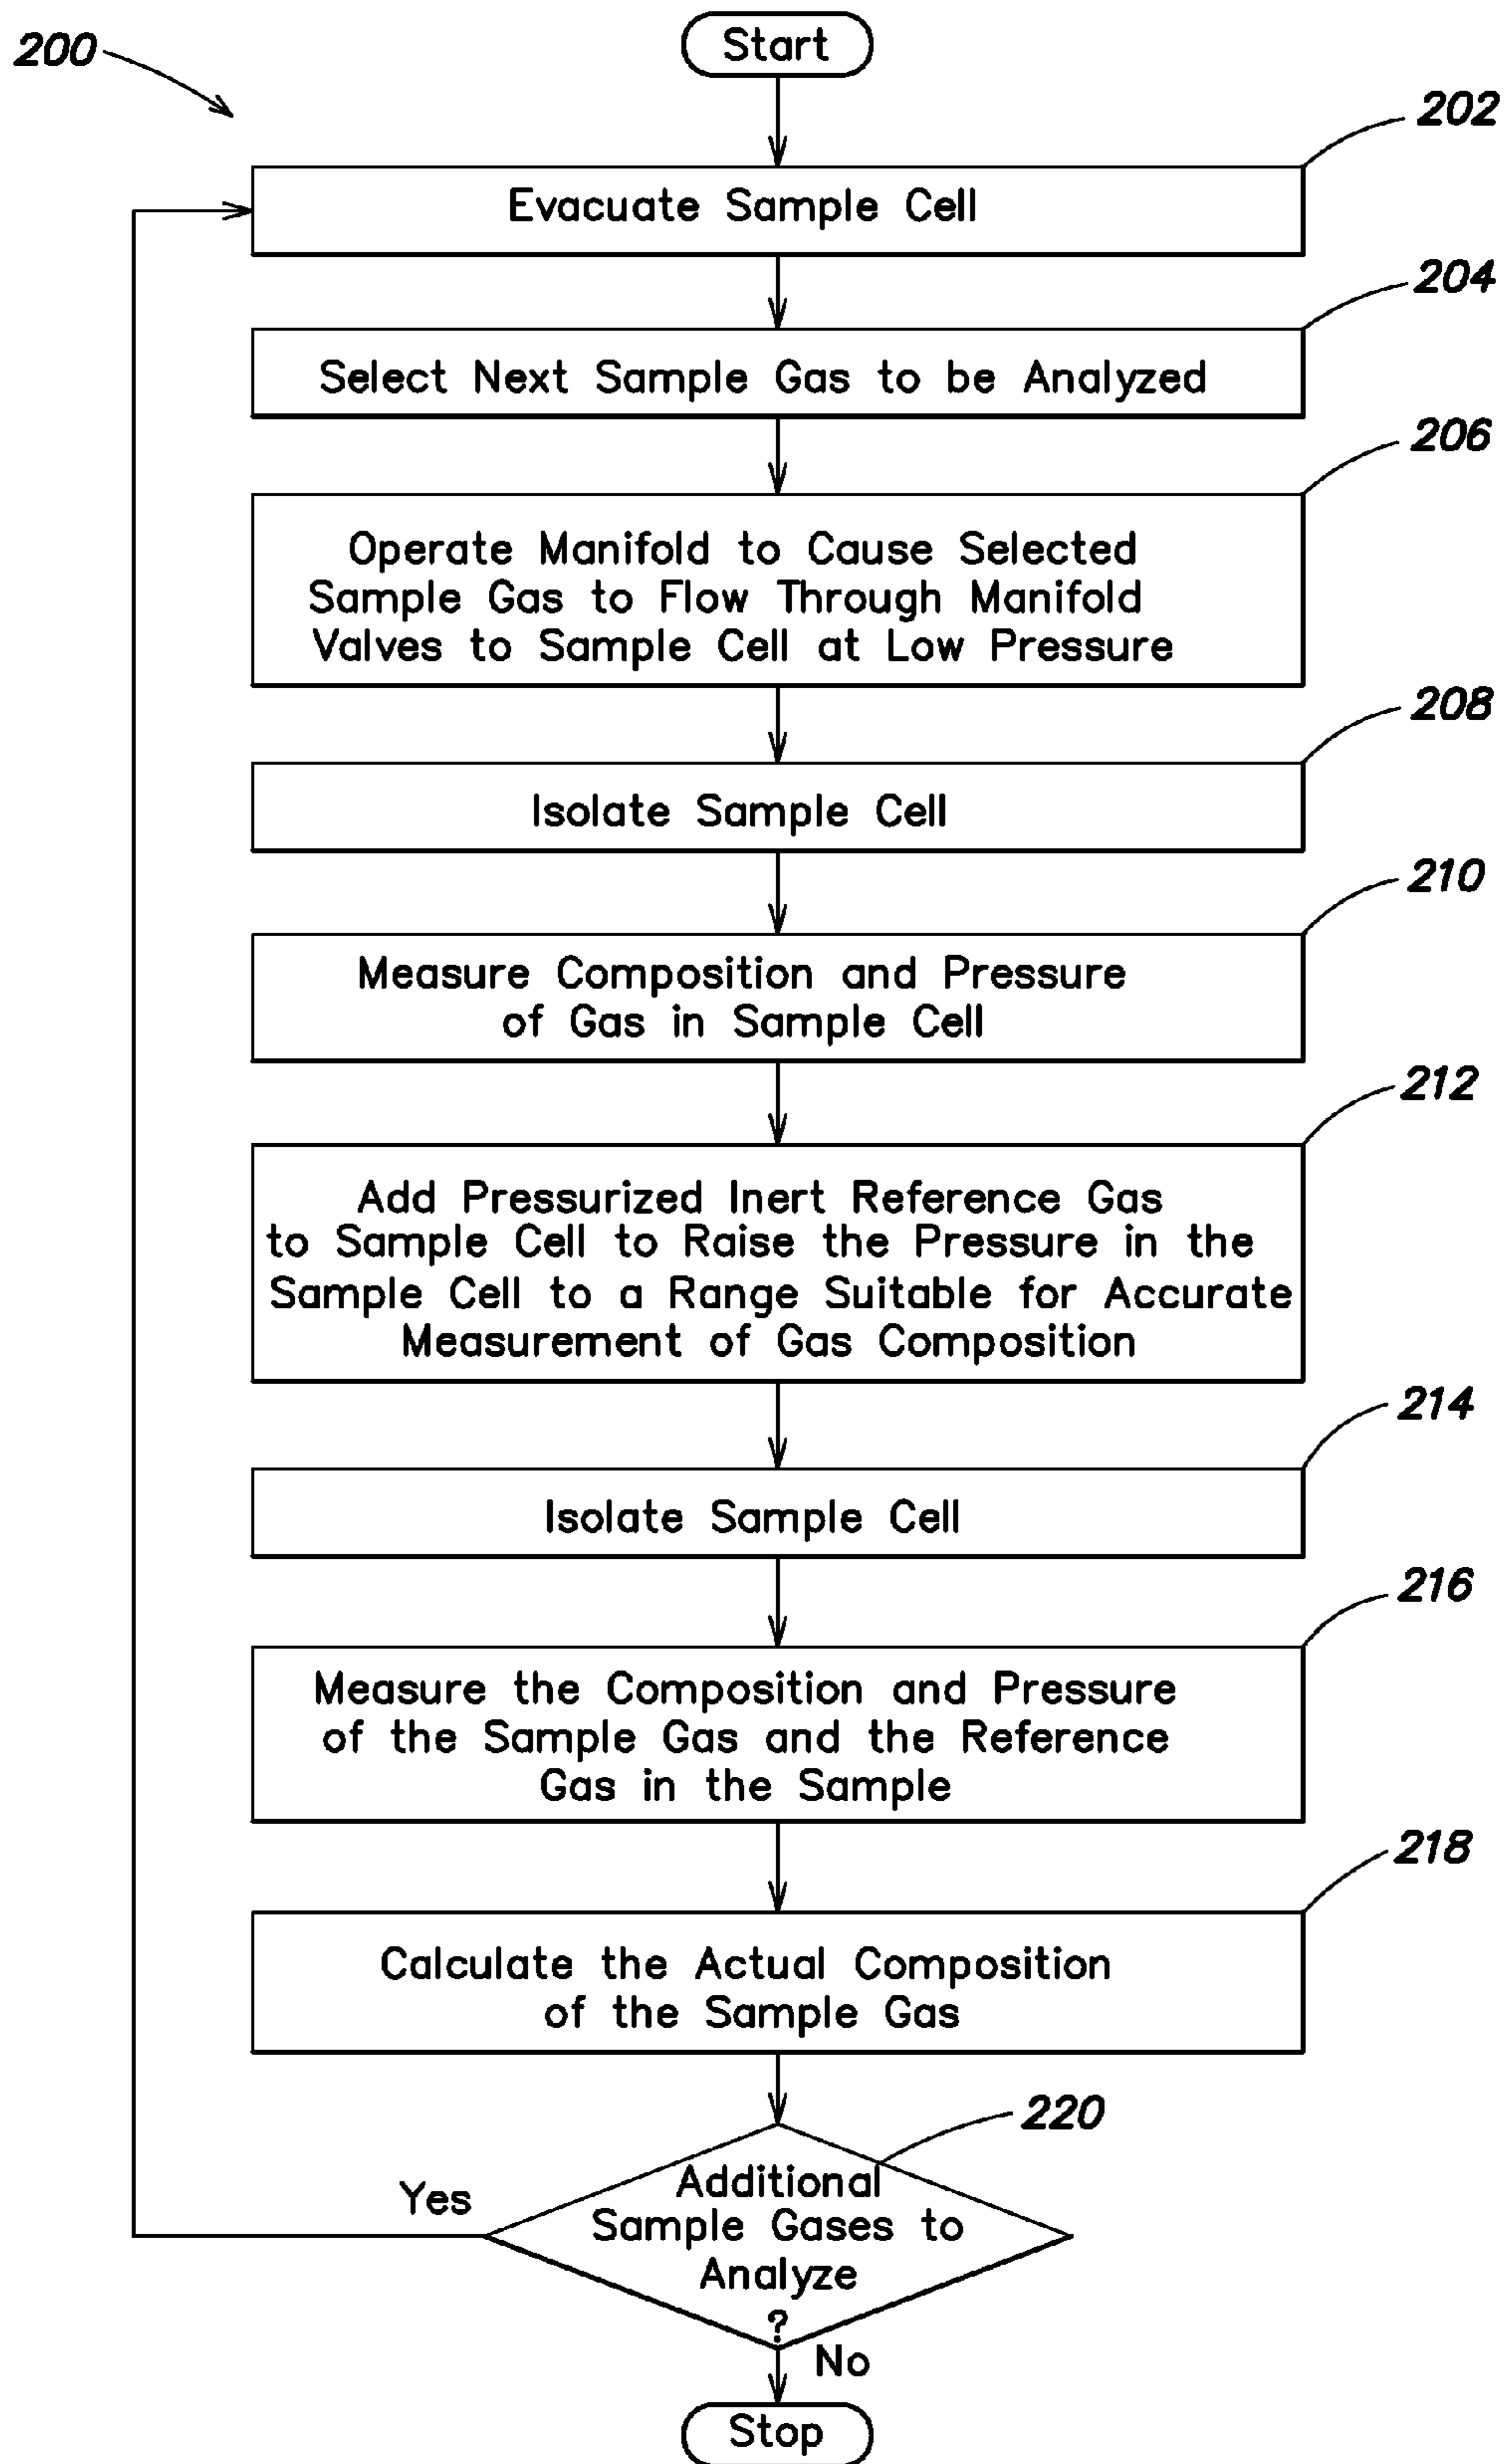 200
Start
202
Evacuate Sample Cell
204
Select Next Sample Gas to be Analyzed
206
Operate Manifold to Cause Selected
Sample Gas to Flow Through Manifold
Valves to Sample Cell at Low Pressure
208
Isolate Sample Cell
210
Measure Composition and Pressure
of Gas in Sample Cell
212
Add Pressurized Inert Reference Gas
to Sample Cell to Raise the Pressure in the
Sample Cell to a Range Suitable for Accurate
Measurement of Gas Composition
214
Isolate Sample Cell
216
Measure the Composition and Pressure
of the Sample Gas and the Reference
Gas in the Sample
218
Calculate the Actual Composition
of the Sample Gas
220
Additional
Sample Gases to
Analyze
?
Yes
No
Stop